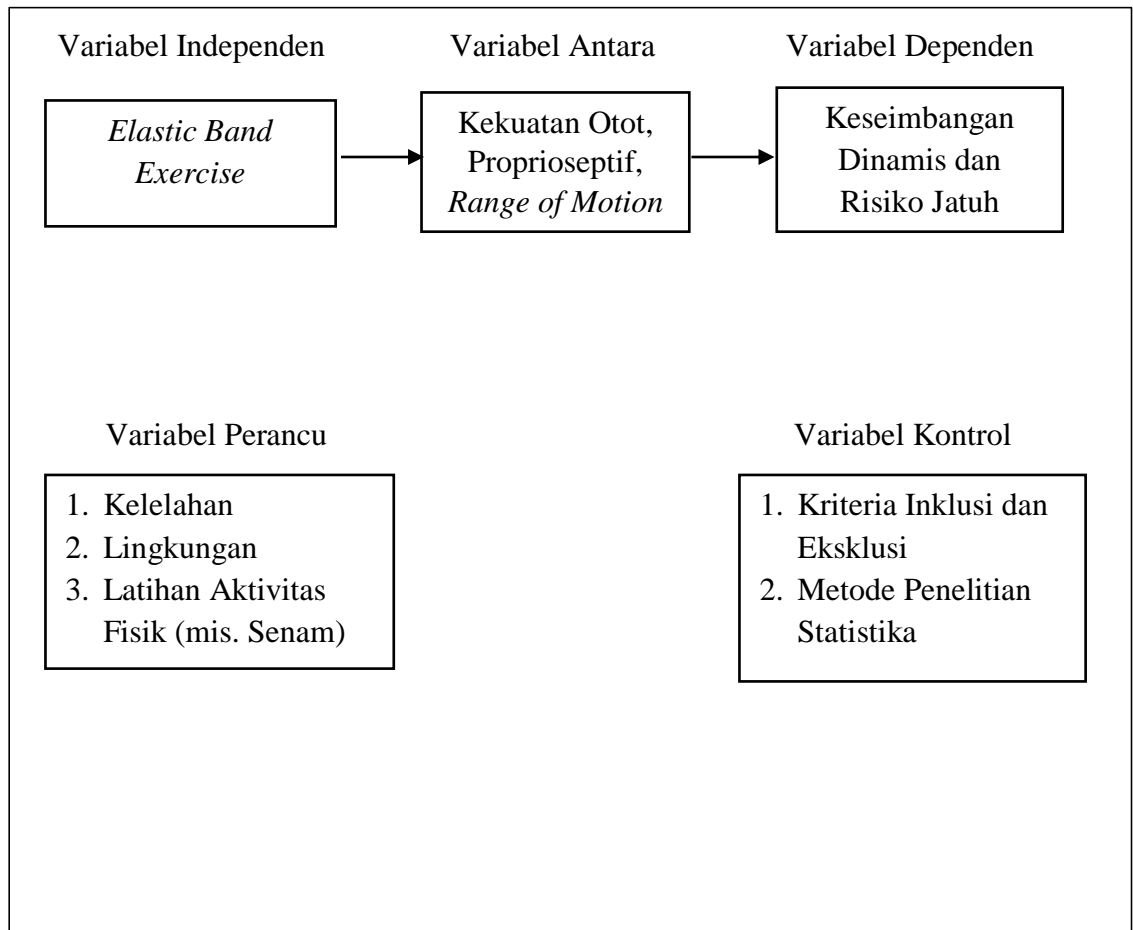 Variabel Independen
Elastic Band
Exercise
Variabel Antara
Kekuatan Otot,
Proprioseptif,
Range of Motion
Variabel Dependen
Keseimbangan
Dinamis dan
Risiko Jatuh
Variabel Perancu
1. Kelelahan
2. Lingkungan
3. Latihan Aktivitas
Fisik (mis. Senam)
Variabel Kontrol
1. Kriteria Inklusi dan
Eksklusi
2. Metode Penelitian
Statistika